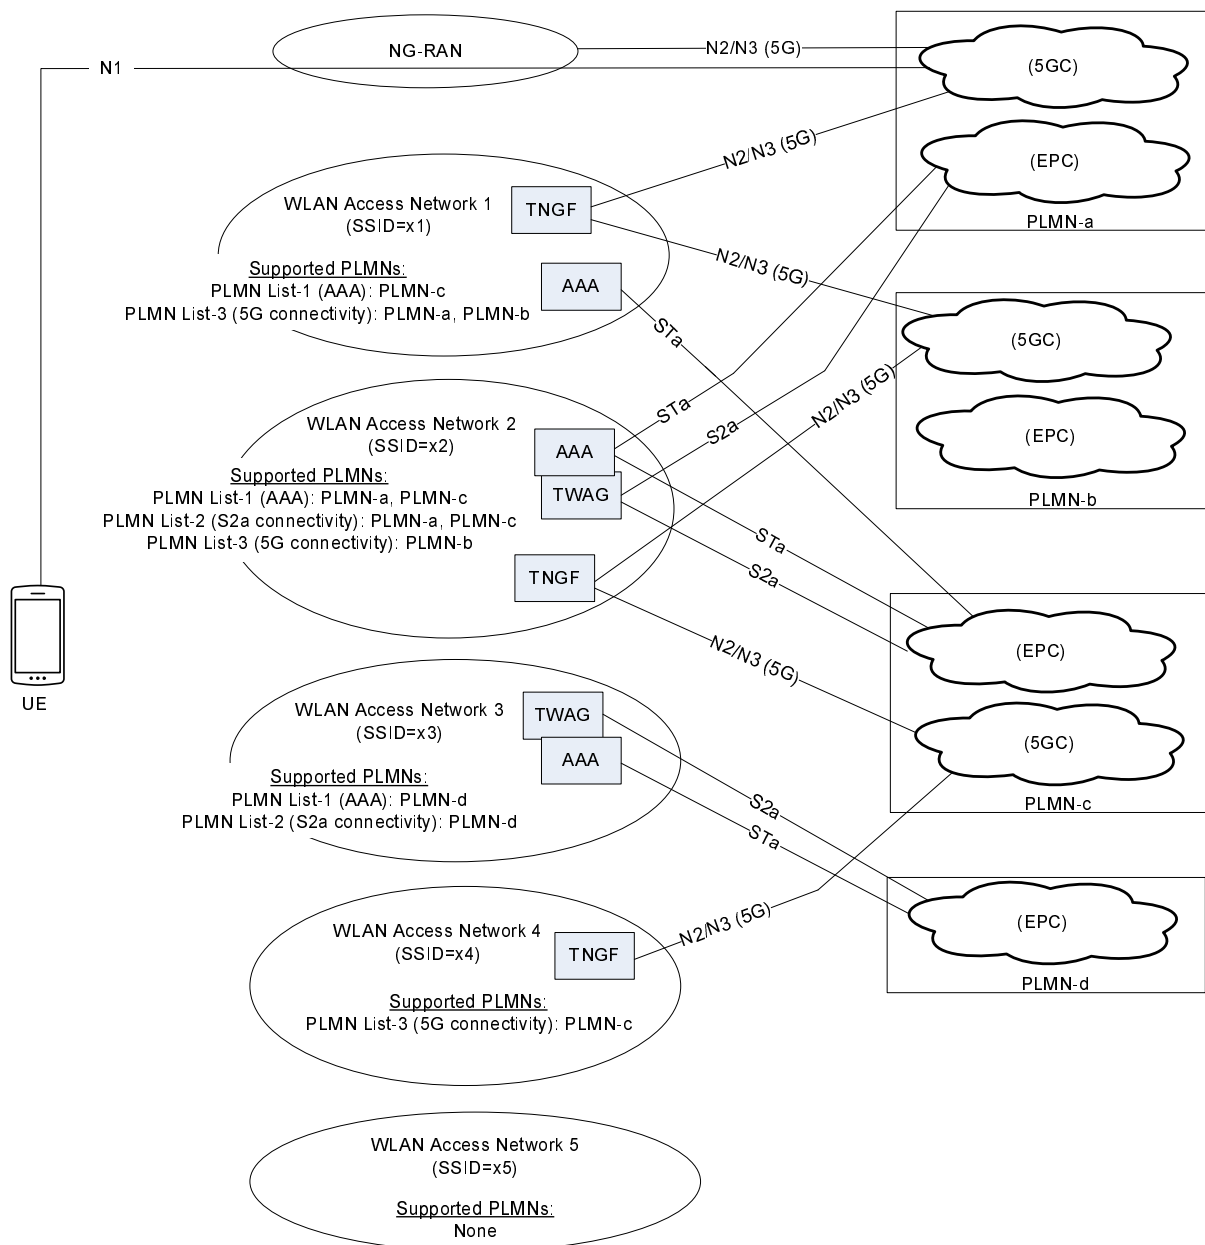 NG-RAN
N2/N3 (5G)
(5GC)
N1
N2/N3 (5G)
(EPC)
PLMN-a
WLAN Access Network 1
(SSID=x1)
TNGF
Supported PLMNs:
PLMN List-1 (AAA): PLMN-c
PLMN List-3 (5G connectivity): PLMN-a, PLMN-b
AAA
N2/N3 (5G)
STa
(5GC)
(EPC)
PLMN-b
N2/N3 (5G)
STa
S2a
WLAN Access Network 2
(SSID=x2)
AAA
TWAG
Supported PLMNs:
PLMN List-1 (AAA): PLMN-a, PLMN-c
PLMN List-2 (S2a connectivity): PLMN-a, PLMN-c
PLMN List-3 (5G connectivity): PLMN-b
TNGF
STa
S2a
N2/N3 (5G)
(EPC)
(5GC)
PLMN-c
UE
WLAN Access Network 3
(SSID=x3)
TWAG
AAA
Supported PLMNs:
PLMN List-1 (AAA): PLMN-d
PLMN List-2 (S2a connectivity): PLMN-d
S2a
STa
(EPC)
PLMN-d
WLAN Access Network 4
(SSID=x4)
TNGF
N2/N3 (5G)
Supported PLMNs:
PLMN List-3 (5G connectivity): PLMN-c
WLAN Access Network 5
(SSID=x5)
Supported PLMNs:
None